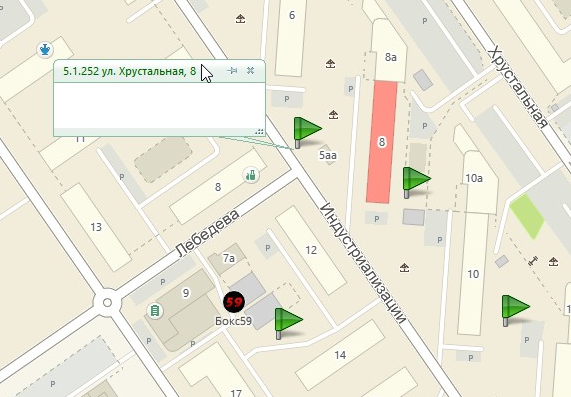 6
8а
5.1.252 ул. Хрустальная, 8
P
Хрустальная
P
P
8
5аа
11
8
10а
13
Лебедева
Индустриализации
P
P
P
P
P
12
7а
10
9
59
Бокс59
P
P
14
P
P
17
P